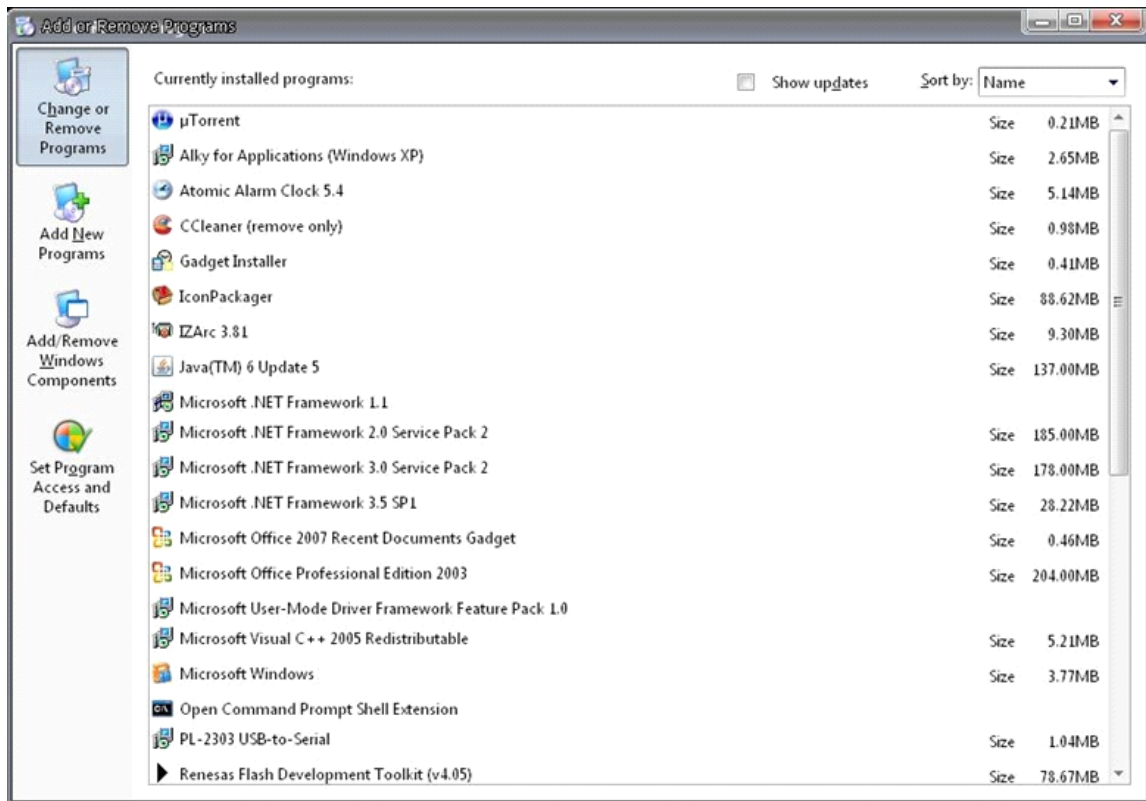 Add or Remove Programs
Change or
Remove
Programs
Add New
Programs
Add/Remove
Windows
Components
Set Program
Access and
Defaults
Currently installed programs:
Show updates
Sort by: Name
µTorrent Size 0.21MB
Alky for Applications (Windows XP) Size 2.65MB
Atomic Alarm Clock 5.4 Size 5.14MB
CCleaner (remove only) Size 0.98MB
Gadget Installer Size 0.41MB
IconPackager Size 88.62MB
IZArc 3.81 Size 9.30MB
Java(TM) 6 Update 5 Size 137.00MB
Microsoft .NET Framework 1.1
Microsoft .NET Framework 2.0 Service Pack 2 Size 185.00MB
Microsoft .NET Framework 3.0 Service Pack 2 Size 178.00MB
Microsoft .NET Framework 3.5 SP1 Size 28.22MB
Microsoft Office 2007 Recent Documents Gadget Size 0.46MB
Microsoft Office Professional Edition 2003 Size 204.00MB
Microsoft User-Mode Driver Framework Feature Pack 1.0
Microsoft Visual C++ 2005 Redistributable Size 5.21MB
Microsoft Windows Size 3.77MB
Open Command Prompt Shell Extension
PL-2303 USB-to-Serial Size 1.04MB
Renesas Flash Development Toolkit (v4.05) Size 78.67MB